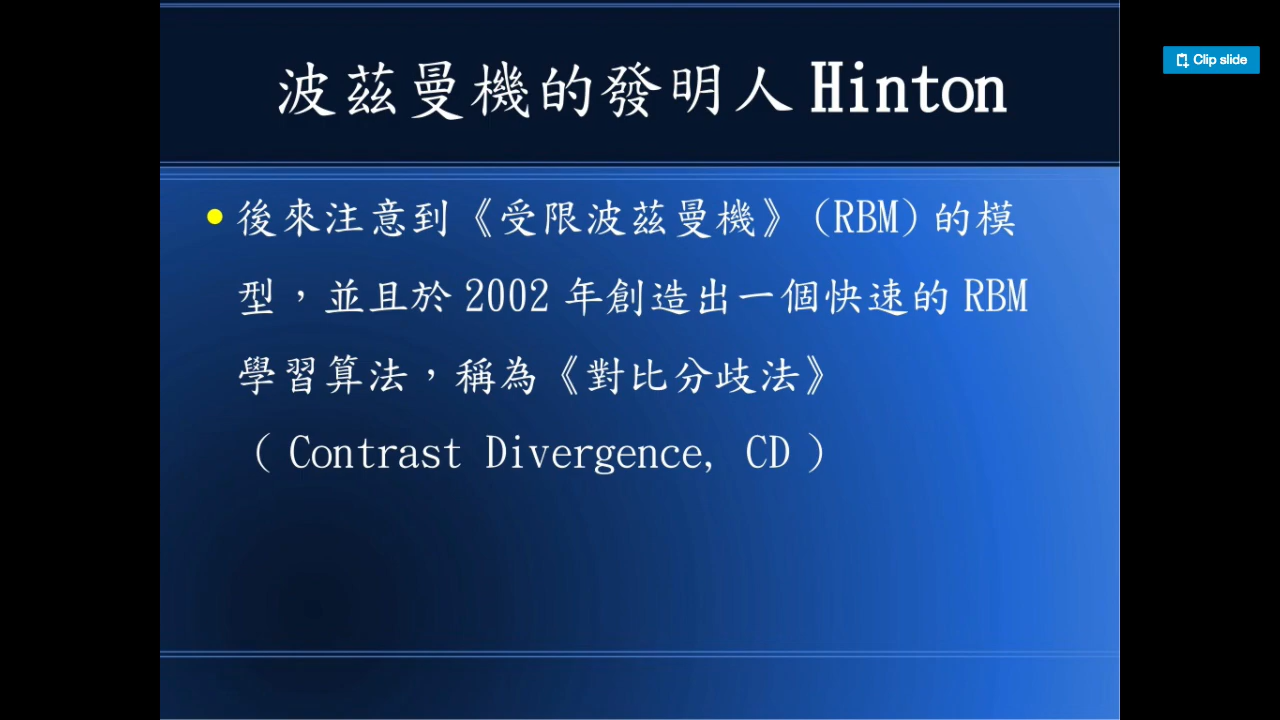 波茲曼機的發明人 Hinton
Clip slide
● 後來注意到《受限波茲曼機》(RBM) 的模
型，並且於 2002 年創造出一個快速的 RBM
學習算法，稱為《對比分歧法》
( Contrast Divergence, CD )